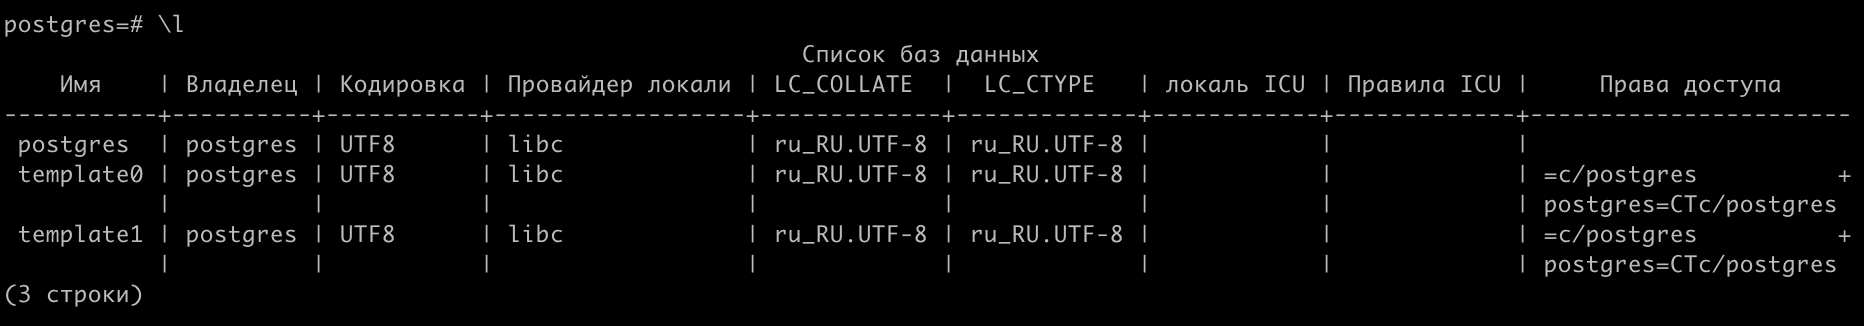 postgres=# \l
                                                         Список баз данных
    Имя    | Владелец | Кодировка | Провайдер локали | LC_COLLATE  |  LC_CTYPE   | локаль ICU | Правила ICU |     Права доступа
-----------+----------+-----------+------------------+-------------+-------------+------------+-------------+-----------------------
 postgres  | postgres | UTF8      | libc             | ru_RU.UTF-8 | ru_RU.UTF-8 |            |             |
 template0 | postgres | UTF8      | libc             | ru_RU.UTF-8 | ru_RU.UTF-8 |            |             | =c/postgres          +
           |          |           |                  |             |             |            |             | postgres=CTc/postgres
 template1 | postgres | UTF8      | libc             | ru_RU.UTF-8 | ru_RU.UTF-8 |            |             | =c/postgres          +
           |          |           |                  |             |             |            |             | postgres=CTc/postgres
(3 строки)